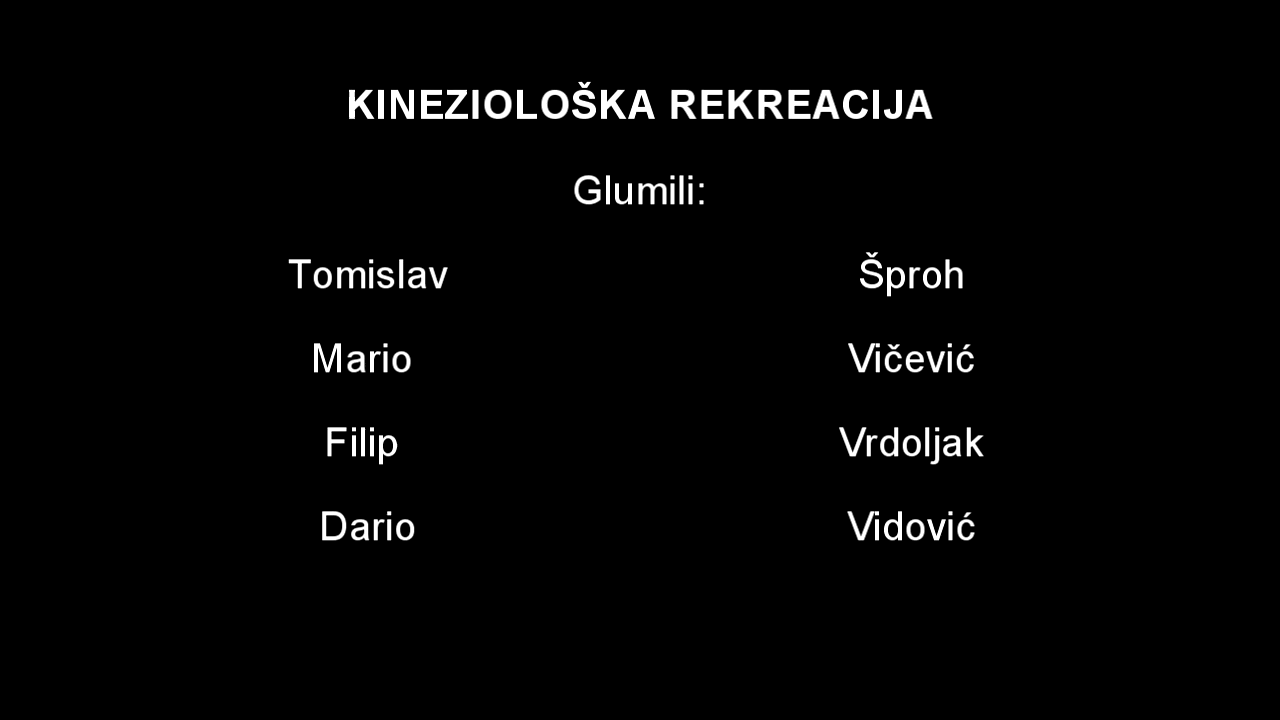 KINEZIOLOŠKA REKREACIJA
Glumili:
Tomislav Šproh
Mario Vičević
Filip Vrdoljak
Dario Vidović